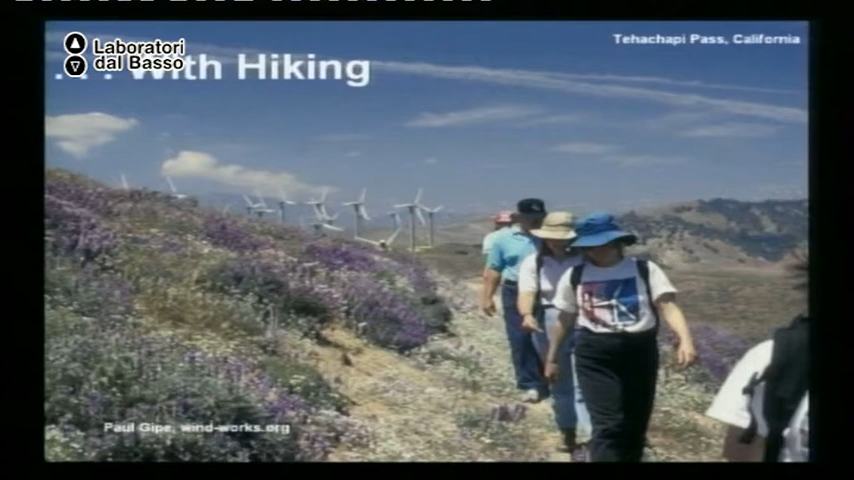 Laboratori
dal Basso
Tehachapi Pass, California
. . . With Hiking
Paul Gipe, wind-works.org